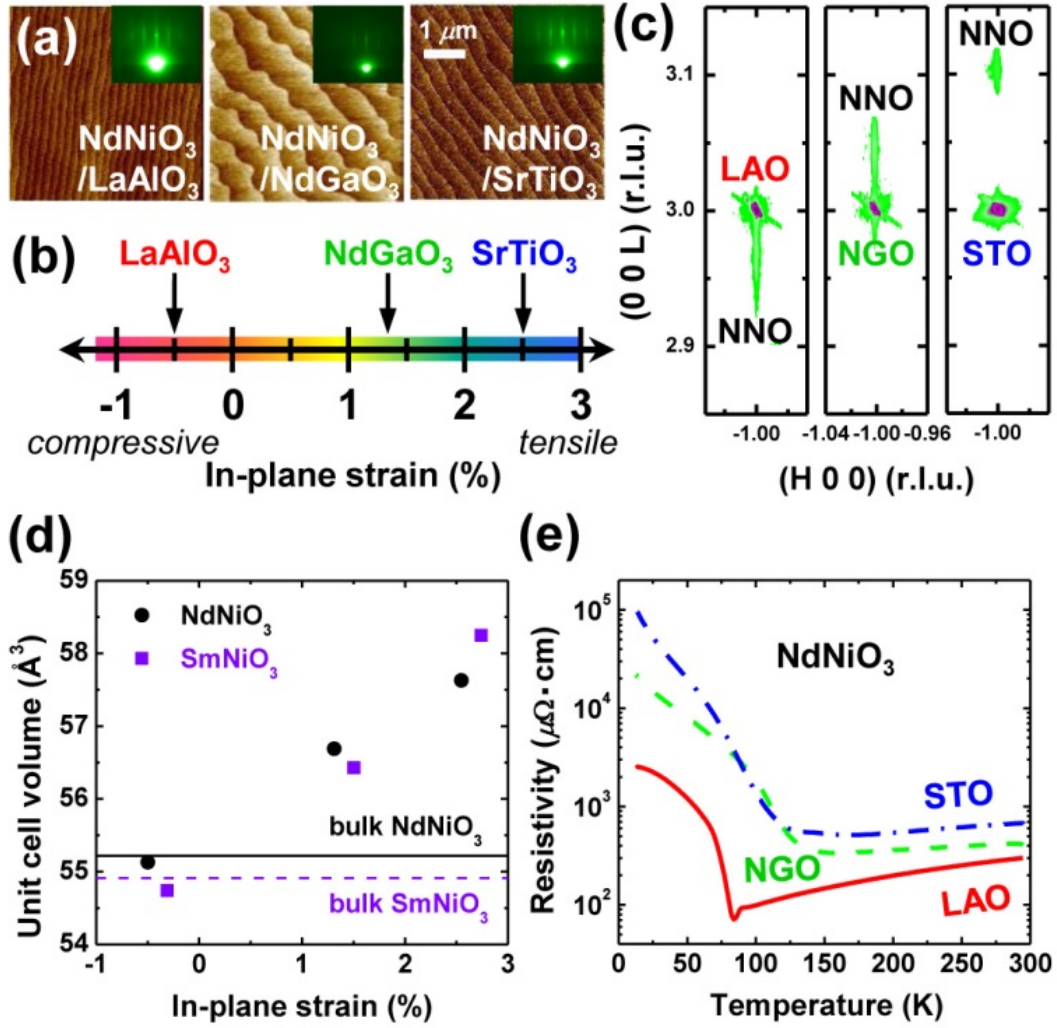 (a)
1 μm
NdNiO₃
/LaAlO₃
NdNiO₃
/NdGaO₃
NdNiO₃
/SrTiO₃
(b)
LaAlO₃
NdGaO₃
SrTiO₃
-1
0
1
2
3
compressive
tensile
In-plane strain (%)
(c)
(0 0 L) (r.l.u.)
3.1
3.0
2.9
LAO
NNO
NNO
NGO
NNO
STO
-1.00
-1.04 -1.00 -0.96
-1.00
(H 0 0) (r.l.u.)
(d)
Unit cell volume (Å³)
59
58
57
56
55
54
NdNiO₃
SmNiO₃
bulk NdNiO₃
bulk SmNiO₃
-1
0
1
2
3
In-plane strain (%)
(e)
Resistivity (μΩ·cm)
10⁵
10⁴
10³
10²
NdNiO₃
STO
NGO
LAO
0
50
100
150
200
250
300
Temperature (K)